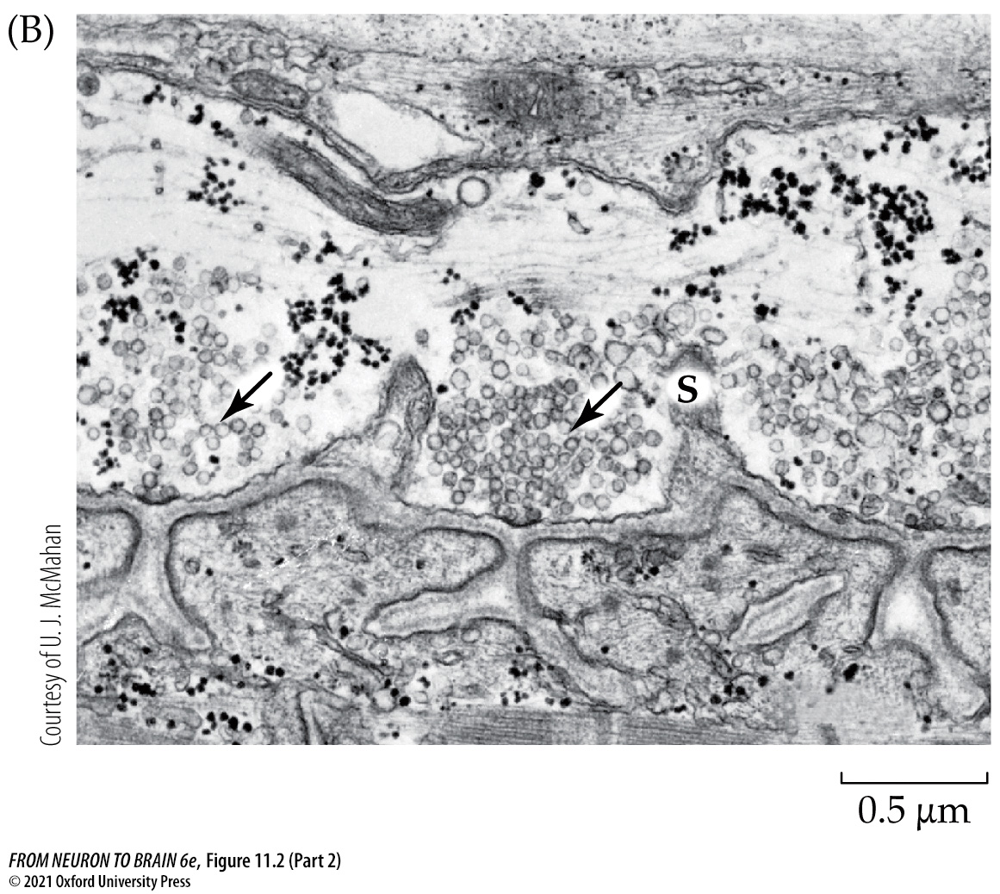 (B)
S
Courtesy of U. J. McMahan
0.5 μm
FROM NEURON TO BRAIN 6e, Figure 11.2 (Part 2)
© 2021 Oxford University Press